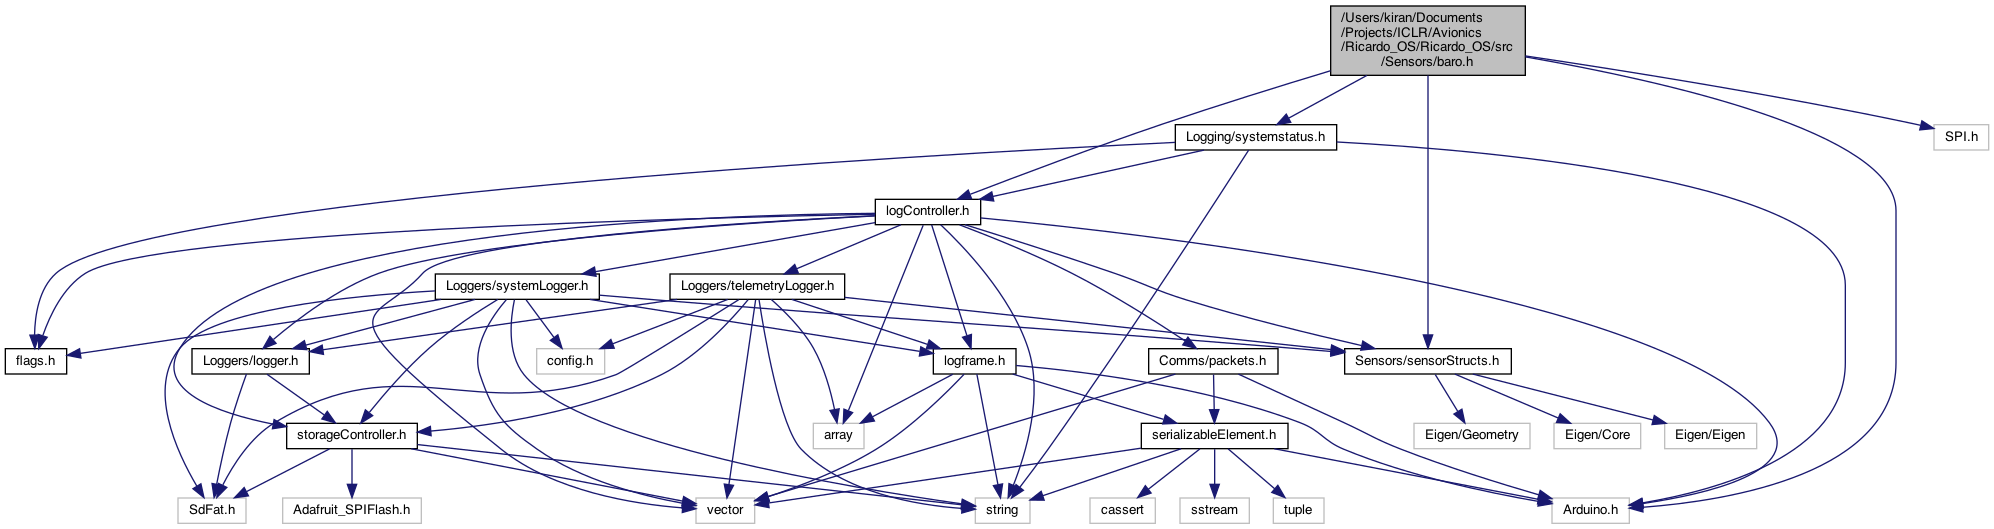 /Users/kiran/Documents
/Projects/ICLR/Avionics
/Ricardo_OS/Ricardo_OS/src
/Sensors/baro.h
Logging/systemstatus.h
SPI.h
logController.h
Loggers/systemLogger.h
Loggers/telemetryLogger.h
flags.h
Loggers/logger.h
config.h
logframe.h
Comms/packets.h
Sensors/sensorStructs.h
storageController.h
array
serializableElement.h
Eigen/Geometry
Eigen/Core
Eigen/Eigen
SdFat.h
Adafruit_SPIFlash.h
vector
string
cassert
sstream
tuple
Arduino.h